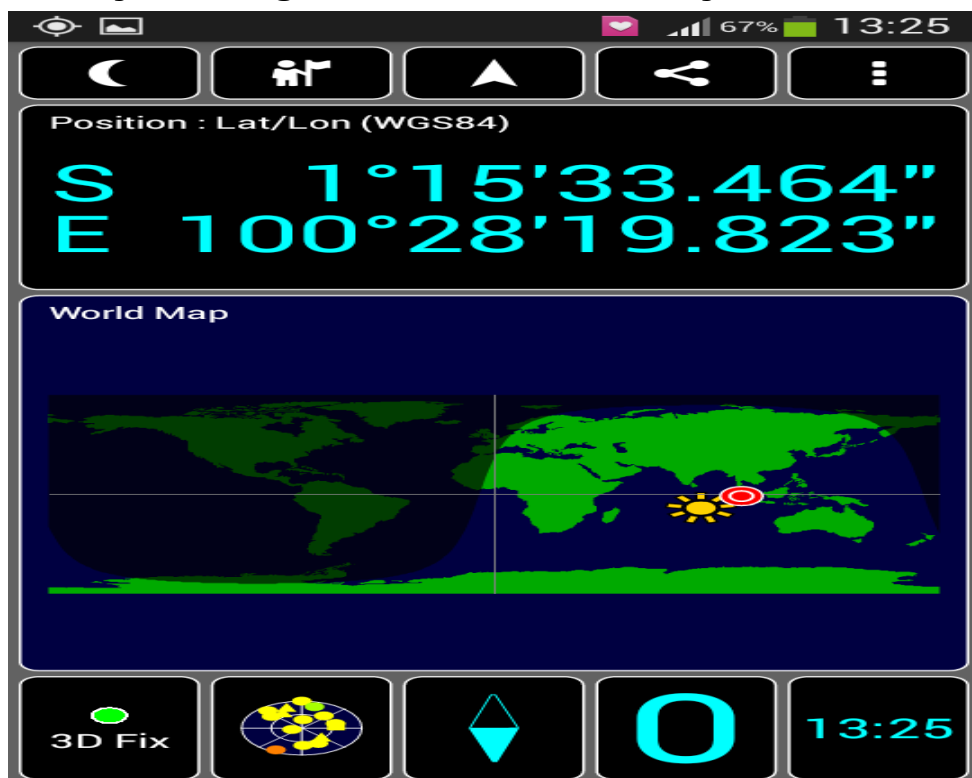 67% 13:25
Position : Lat/Lon (WGS84)
S 1°15'33.464"
E 100°28'19.823"
World Map
3D Fix
0
13:25